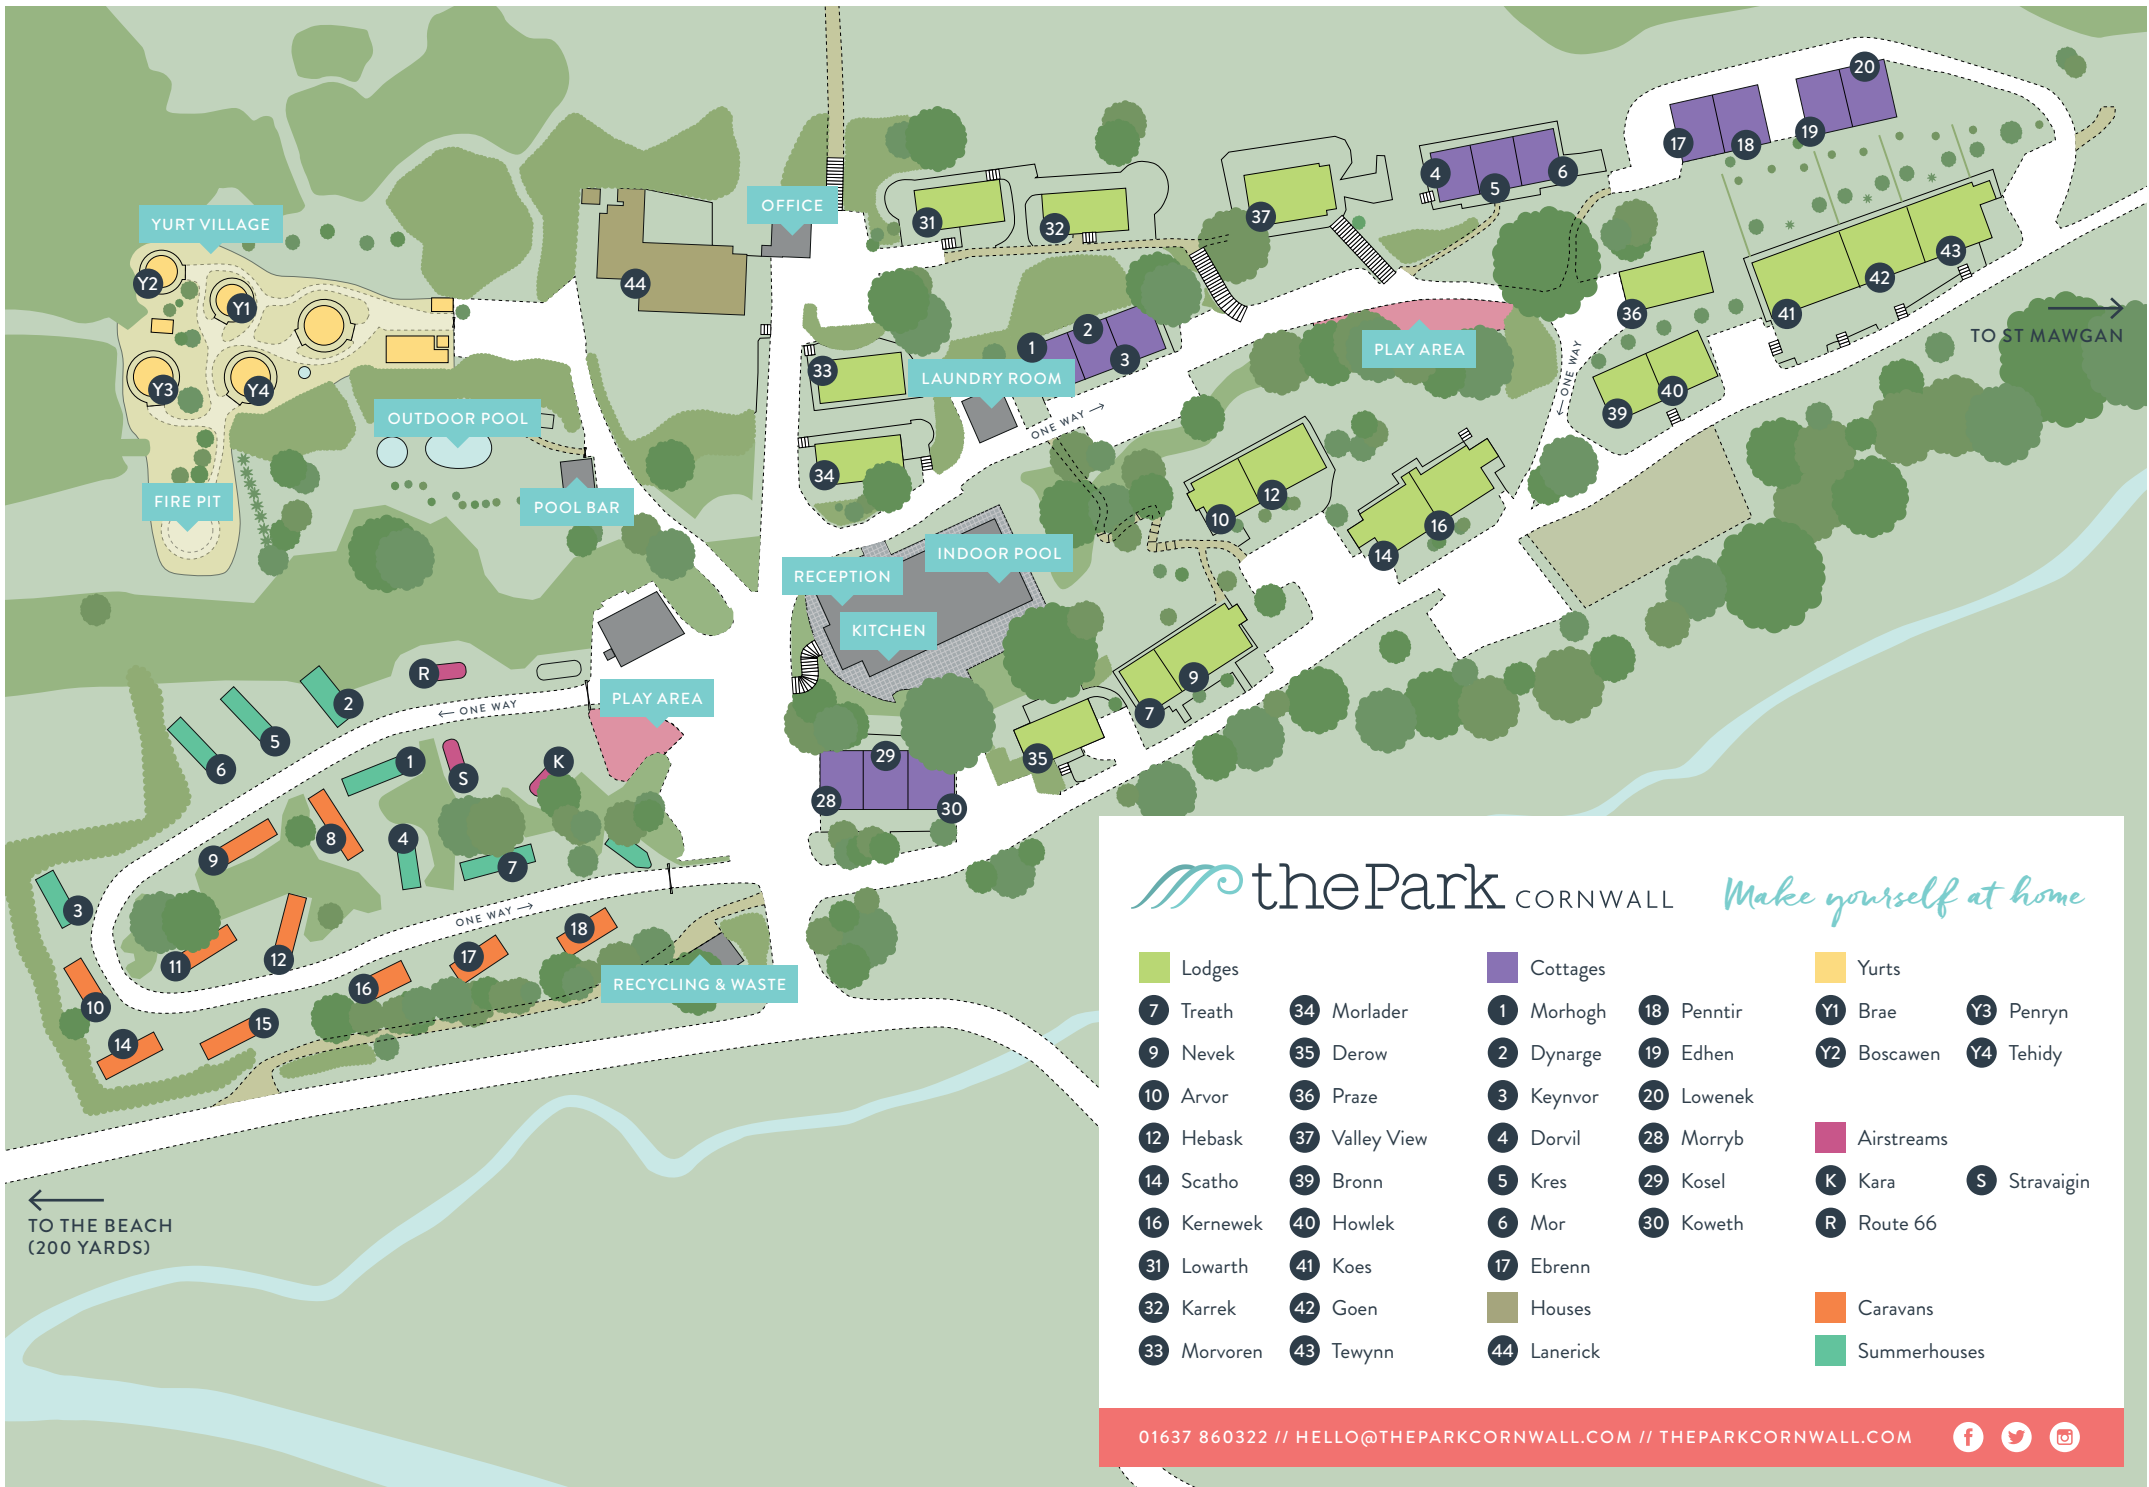 20
17
18
19
4
5
6
OFFICE
31
32
37
YURT VILLAGE
Y2
Y1
44
43
42
41
36
TO ST MAWGAN
1
2
3
PLAY AREA
ONE WAY
33
LAUNDRY ROOM
Y3
Y4
39
40
OUTDOOR POOL
ONE WAY
34
FIRE PIT
POOL BAR
10
12
16
14
INDOOR POOL
RECEPTION
KITCHEN
R
2
PLAY AREA
ONE WAY
9
7
5
6
1
S
K
29
35
28
30
9
8
4
7
3
ONE WAY
11
12
18
17
16
RECYCLING & WASTE
10
15
14
TO THE BEACH
(200 YARDS)
thePark CORNWALL
Make yourself at home
Lodges
7 Treath
9 Nevek
10 Arvor
12 Hebask
14 Scatho
16 Kernewek
31 Lowarth
32 Karrek
33 Morvoren
34 Morlader
35 Derow
36 Praze
37 Valley View
39 Bronn
40 Howlek
41 Koes
42 Goen
43 Tewynn
Cottages
1 Morhogh
2 Dynarge
3 Keynvor
4 Dorvil
5 Kres
6 Mor
17 Ebrenn
18 Penntir
19 Edhen
20 Lowenek
28 Morryb
29 Kosel
30 Koweth
Houses
44 Lanerick
Yurts
Y1 Brae
Y2 Boscawen
Y3 Penryn
Y4 Tehidy
Airstreams
K Kara
R Route 66
S Stravaigin
Caravans
Summerhouses
01637 860322 // HELLO@THEPARKCORNWALL.COM // THEPARKCORNWALL.COM